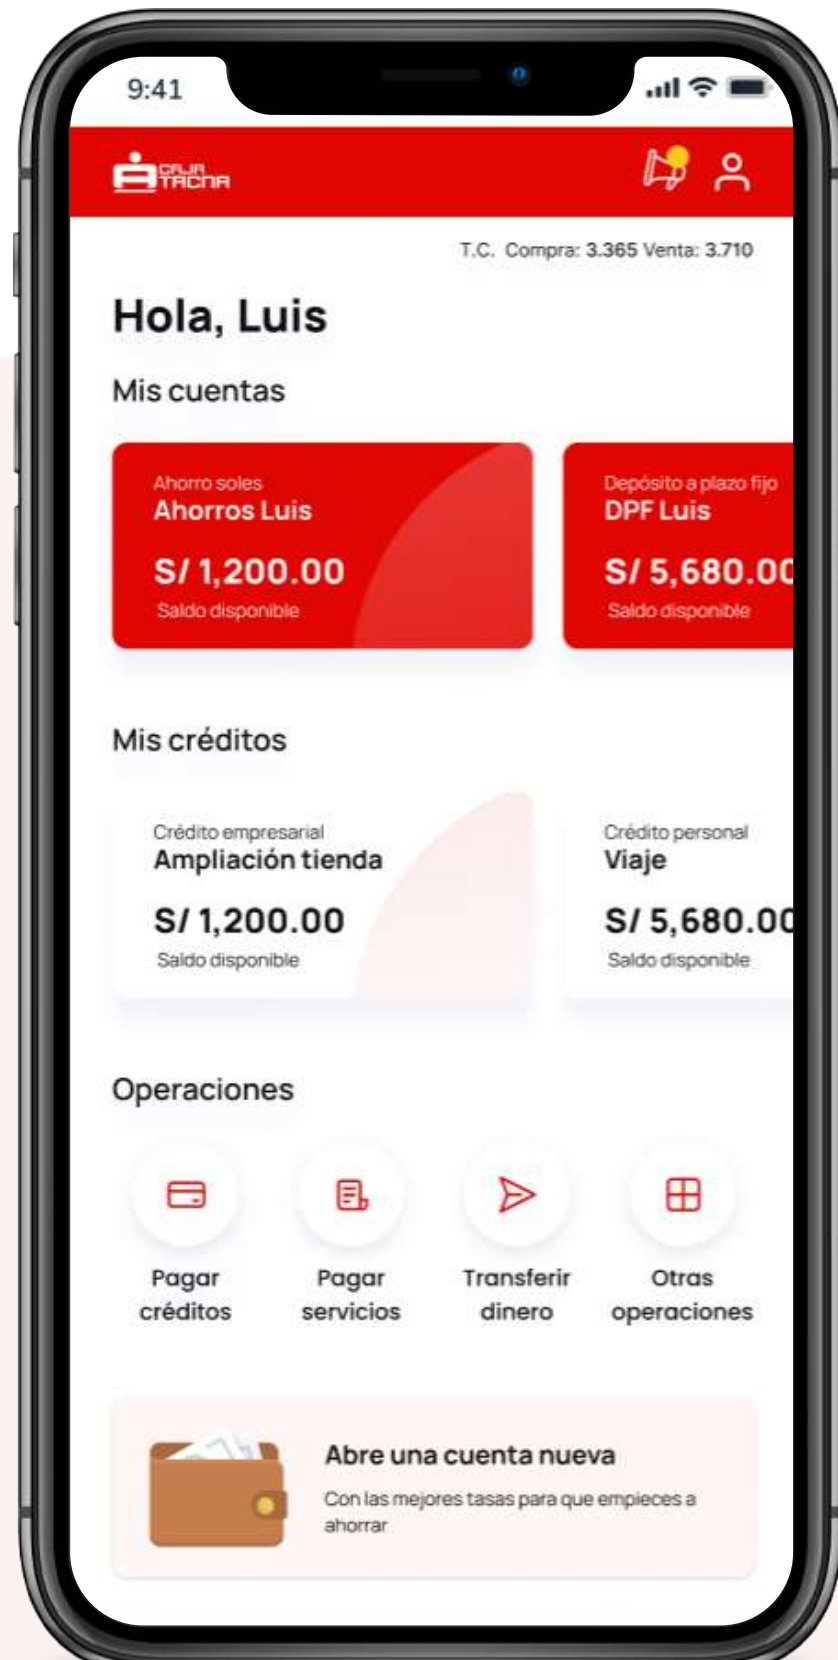 9:41
CAJA
TACNA
T.C. Compra: 3.365 Venta: 3.710
Hola, Luis
Mis cuentas
Ahorro soles
Ahorros Luis
S/ 1,200.00
Saldo disponible
Depósito a plazo fijo
DPF Luis
S/ 5,680.00
Saldo disponible
Mis créditos
Crédito empresarial
Ampliación tienda
S/ 1,200.00
Saldo disponible
Crédito personal
Viaje
S/ 5,680.00
Saldo disponible
Operaciones
Pagar
créditos
Pagar
servicios
Transferir
dinero
Otras
operaciones
Abre una cuenta nueva
Con las mejores tasas para que empieces a
ahorrar